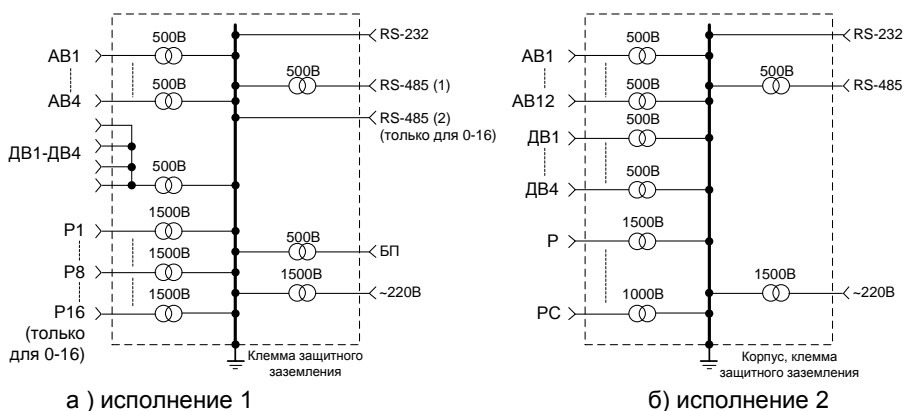 500В
RS-232
АВ1
500В
RS-485 (1)
500В
АВ4
RS-485 (2)
(только для 0-16)
ДВ1-ДВ4
500В
1500В
Р1
500В
БП
1500В
Р8
1500В
~220В
1500В
Р16
(только
для 0-16)
Клемма защитного
заземления
а ) исполнение 1
500В
RS-232
АВ1
500В
RS-485
500В
АВ12
500В
ДВ1
500В
ДВ4
1500В
Р
1500В
~220В
1000В
РС
Корпус, клемма
защитного заземления
б) исполнение 2